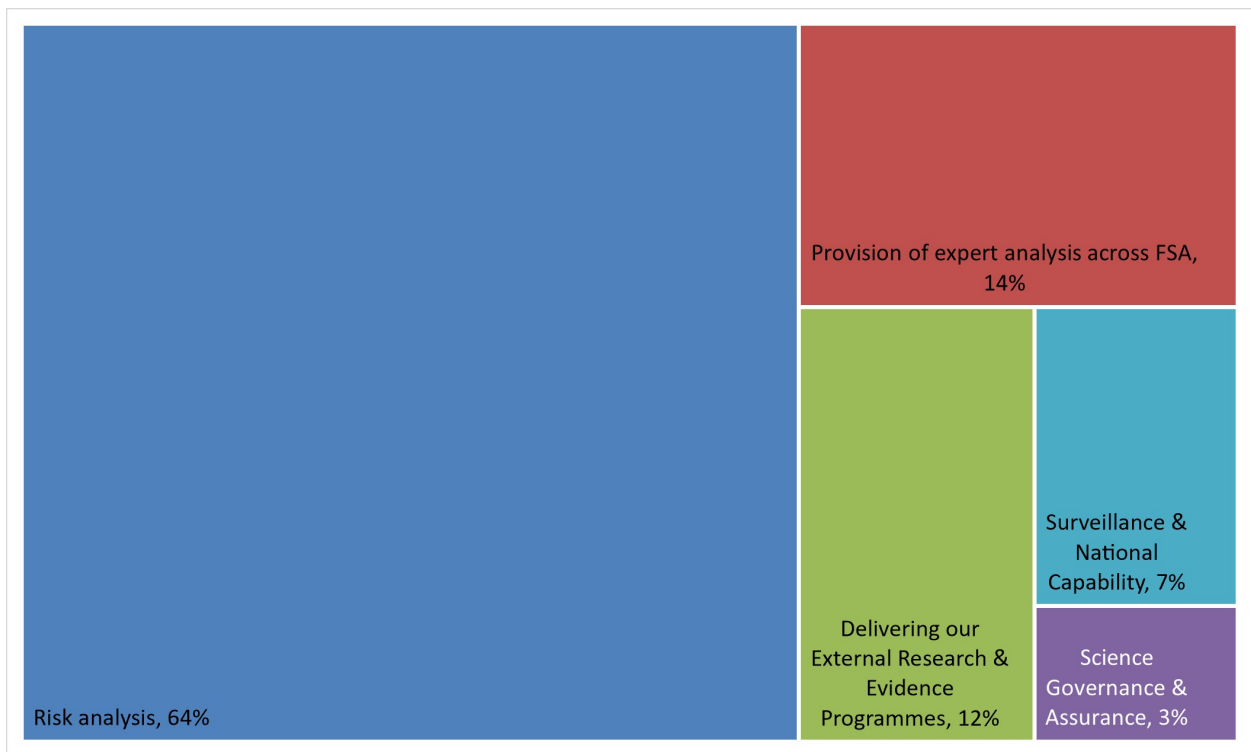 Provision of expert analysis across FSA,
14%
Surveillance &
National
Capability, 7%
Delivering our
External Research &
Evidence
Programmes, 12%
Science
Governance &
Assurance, 3%
Risk analysis, 64%